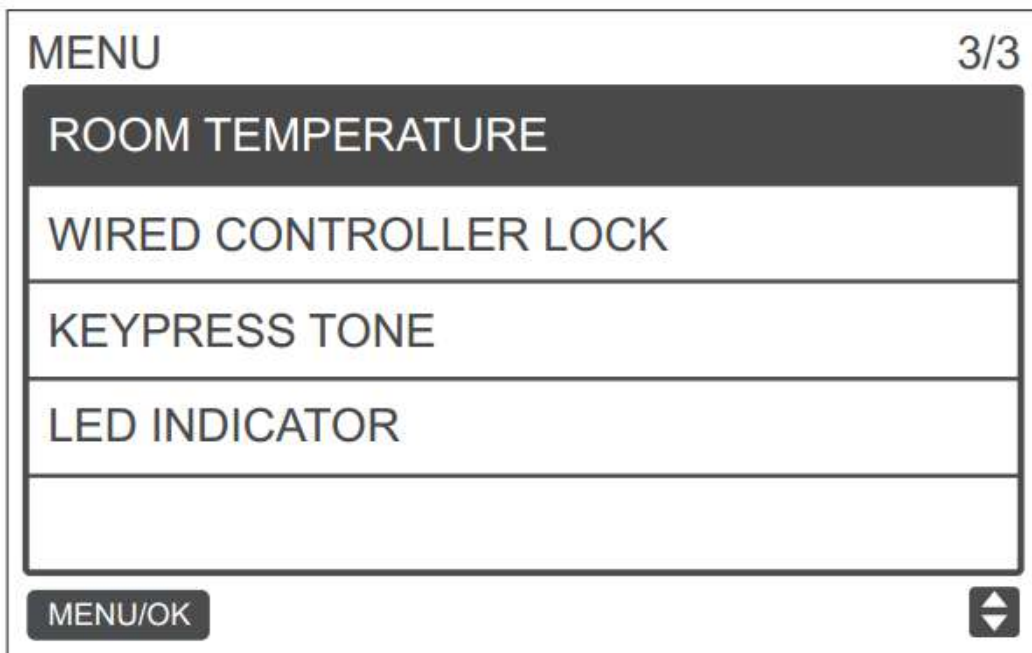 MENU 3/3
ROOM TEMPERATURE
WIRED CONTROLLER LOCK
KEYPRESS TONE
LED INDICATOR
MENU/OK